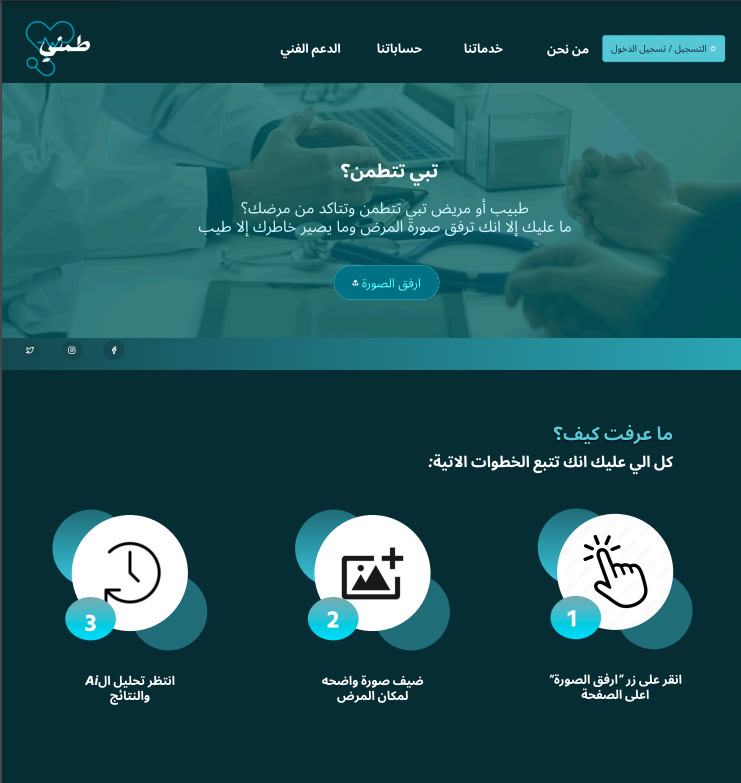 طمني
التسجيل / تسجيل الدخول
من نحن
خدماتنا
حساباتنا
الدعم الفني
تبي تتطمن؟
طبيب أو مريض تبي تتطمن وتتاكد من مرضك؟
ما عليك إلا انك ترفق صورة المرض وما يصير خاطرك إلا طيب
ارفق الصورة
ما عرفت كيف؟
كل الي عليك انك تتبع الخطوات الاتية:
1
انقر على زر “ارفق الصورة”
اعلى الصفحة
2
ضيف صورة واضحه
لمكان المرض
3
انتظر تحليل الAi
والنتائج